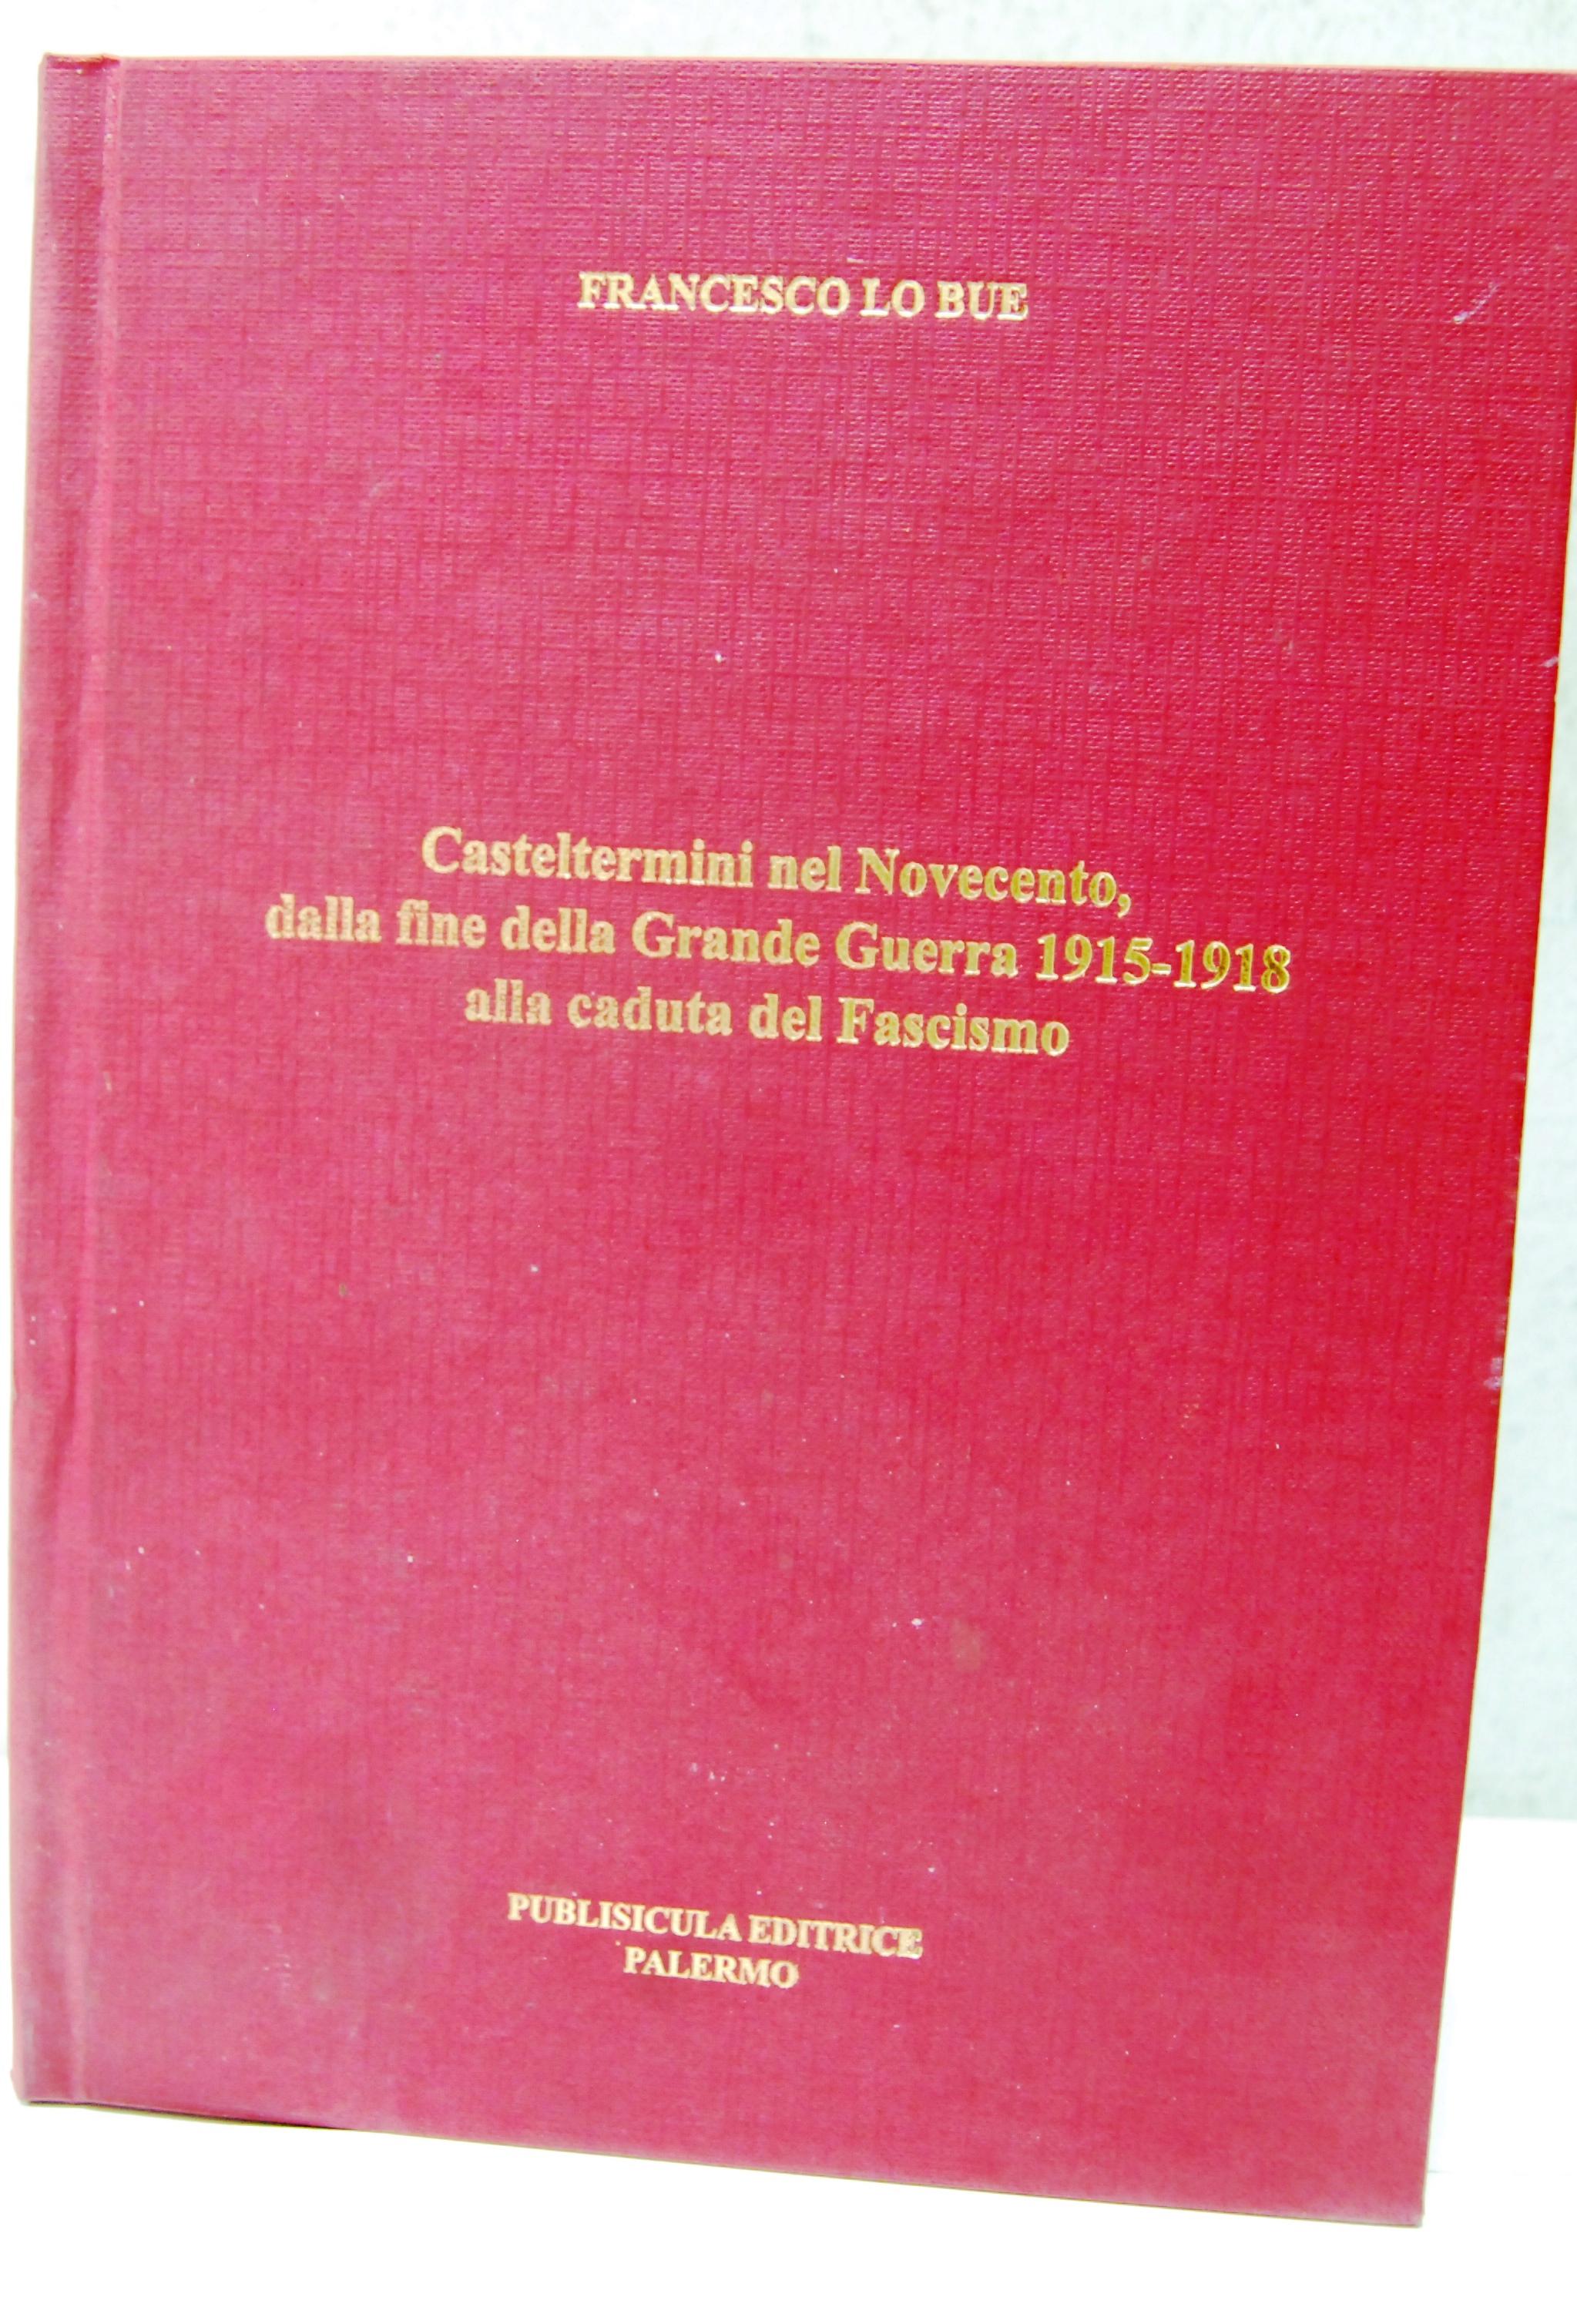 FRANCESCO LO BUE
Casteltermini nel Novecento,
dalla fine della Grande Guerra 1915-1918
alla caduta del Fascismo
PUBLISICULA EDITRICE
PALERMO